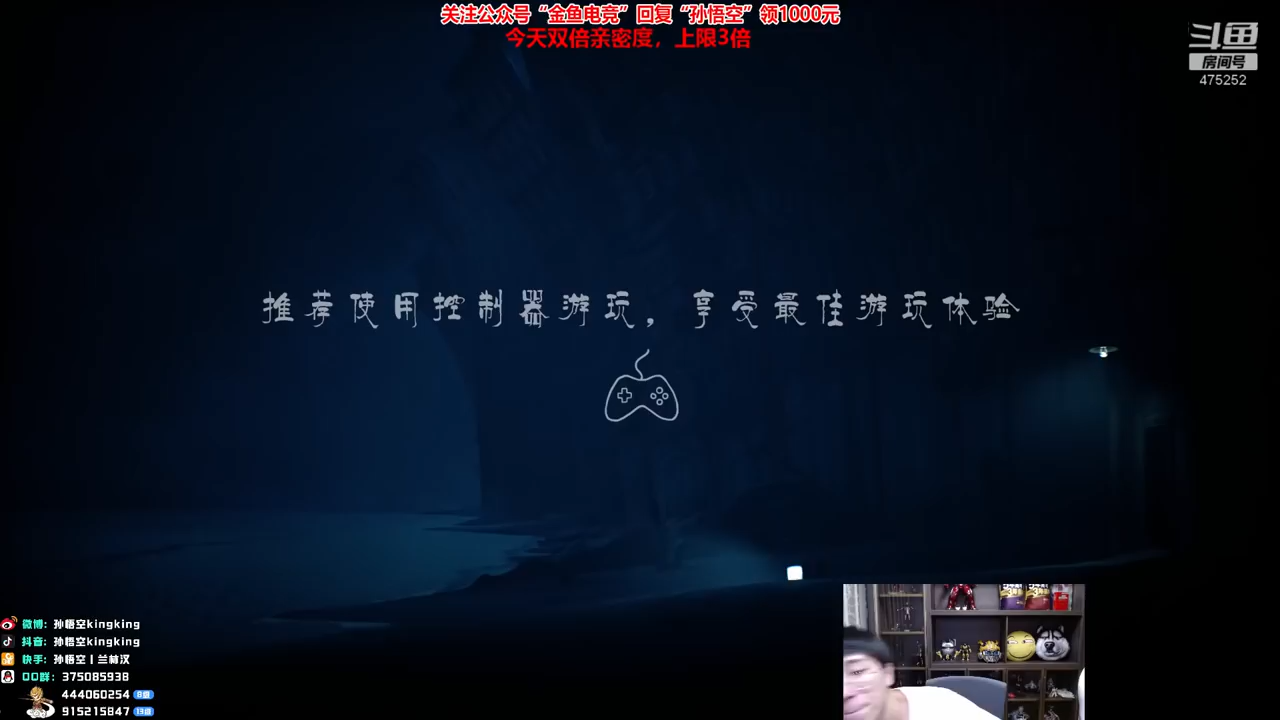 关注公众号“金鱼电竞”回复“孙悟空”领1000元
今天双倍亲密度，上限3倍
斗鱼
房间号
475252
推荐使用控制器游玩，享受最佳游玩体验
微博：孙悟空kingking
抖音：孙悟空kingking
快手：孙悟空丨兰林汉
QQ群：375085938
444060254 8组
915215847 13组